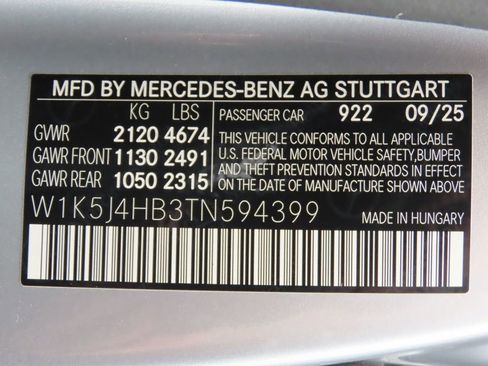 MFD BY MERCEDES-BENZ AG STUTTGART
KG LBS PASSENGER CAR 922 09/25
GVWR 2120 4674 THIS VEHICLE CONFORMS TO ALL APPLICABLE
GAWR FRONT 1130 2491 U.S. FEDERAL MOTOR VEHICLE SAFETY,BUMPER
GAWR REAR 1050 2315 AND THEFT PREVENTION STANDARDS IN EFFECT
ON THE DATE OF MANUFACTURE SHOWN ABOVE.
W1K5J4HB3TN594399 MADE IN HUNGARY